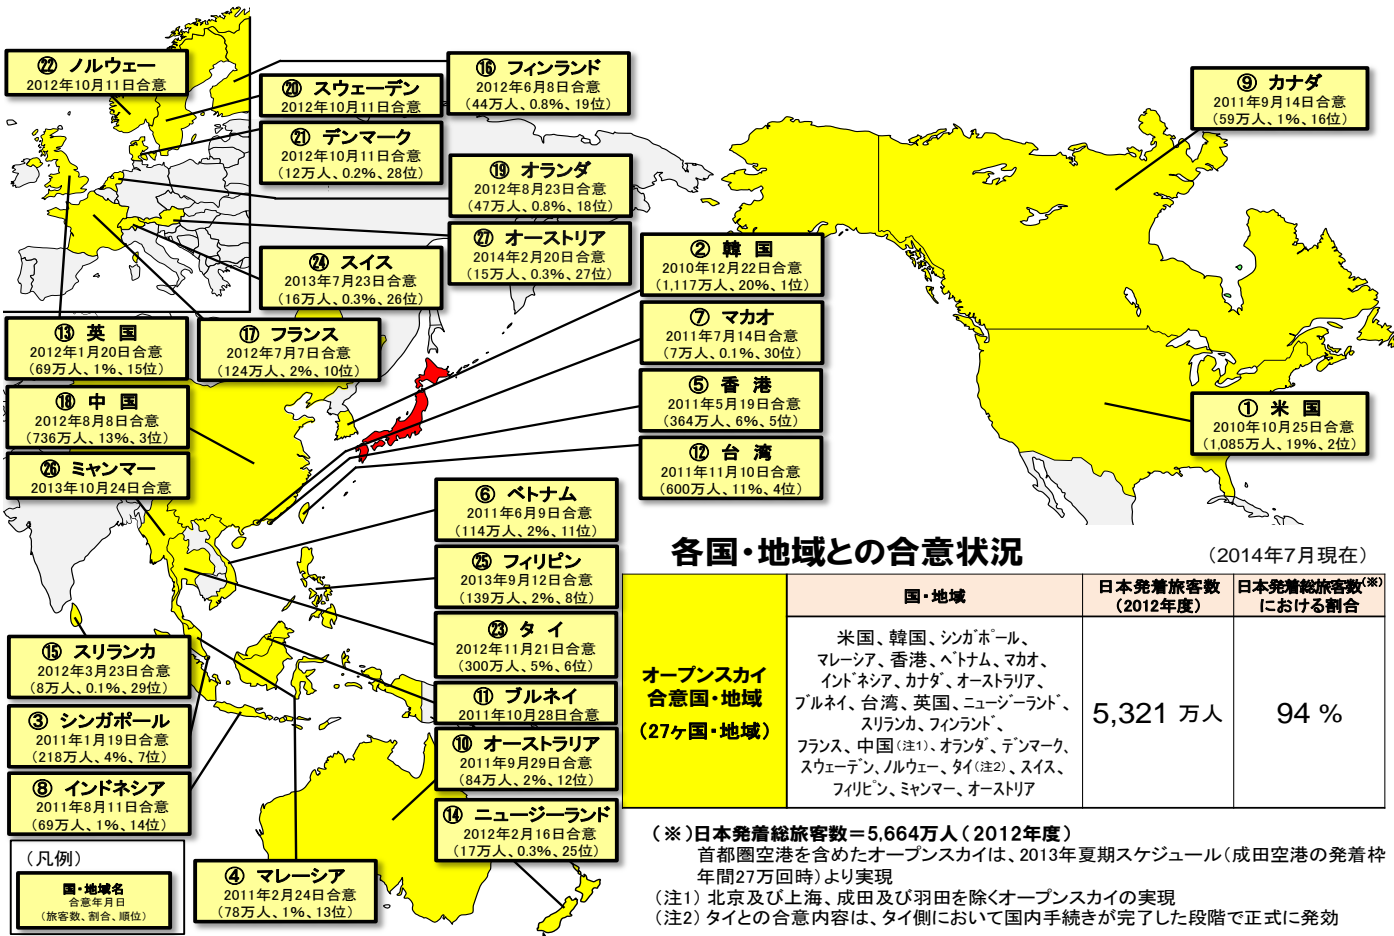 ㉒ ノルウェー
2012年10月11日合意
⑳ スウェーデン
2012年10月11日合意
⑯ フィンランド
2012年6月8日合意
(44万人、0.8%、19位)
⑨ カナダ
2011年9月14日合意
(59万人、1%、16位)
㉑ デンマーク
2012年10月11日合意
(12万人、0.2%、28位)
⑲ オランダ
2012年8月23日合意
(47万人、0.8%、18位)
㉗ オーストリア
2014年2月20日合意
(15万人、0.3%、27位)
㉔ スイス
2013年7月23日合意
(16万人、0.3%、26位)
② 韓 国
2010年12月22日合意
(1,117万人、20%、1位)
⑬ 英 国
2012年1月20日合意
(69万人、1%、15位)
⑰ フランス
2012年7月7日合意
(124万人、2%、10位)
⑦ マカオ
2011年7月14日合意
(7万人、0.1%、30位)
⑱ 中 国
2012年8月8日合意
(736万人、13%、3位)
⑤ 香 港
2011年5月19日合意
(364万人、6%、5位)
① 米 国
2010年10月25日合意
(1,085万人、19%、2位)
㉖ ミャンマー
2013年10月24日合意
⑫ 台 湾
2011年11月10日合意
(600万人、11%、4位)
⑥ ベトナム
2011年6月9日合意
(114万人、2%、11位)
㉕ フィリピン
2013年9月12日合意
(139万人、2%、8位)
㉓ タ イ
2012年11月21日合意
(300万人、5%、6位)
⑮ スリランカ
2012年3月23日合意
(8万人、0.1%、29位)
⑪ ブルネイ
2011年10月28日合意
③ シンガポール
2011年1月19日合意
(218万人、4%、7位)
⑩ オーストラリア
2011年9月29日合意
(84万人、2%、12位)
⑧ インドネシア
2011年8月11日合意
(69万人、1%、14位)
⑭ ニュージーランド
2012年2月16日合意
(17万人、0.3%、25位)
④ マレーシア
2011年2月24日合意
(78万人、1%、13位)
(凡例)
国・地域名
合意年月日
(旅客数、割合、順位)
各国・地域との合意状況
(2014年7月現在)
国・地域
日本発着旅客数
(2012年度)
日本発着総旅客数(※)
における割合
オープンスカイ
合意国・地域
(27ヶ国・地域)
米国、韓国、シンガポール、
マレーシア、香港、ベトナム、マカオ、
インドネシア、カナダ、オーストラリア、
ブルネイ、台湾、英国、ニュージーランド、
スリランカ、フィンランド、
フランス、中国(注1)、オランダ、デンマーク、
スウェーデン、ノルウェー、タイ(注2)、スイス、
フィリピン、ミャンマー、オーストリア
5,321 万人
94 %
(※)日本発着総旅客数=5,664万人(2012年度)
首都圏空港を含めたオープンスカイは、2013年夏期スケジュール(成田空港の発着枠
年間27万回時)より実現
(注1) 北京及び上海、成田及び羽田を除くオープンスカイの実現
(注2) タイとの合意内容は、タイ側において国内手続きが完了した段階で正式に発効